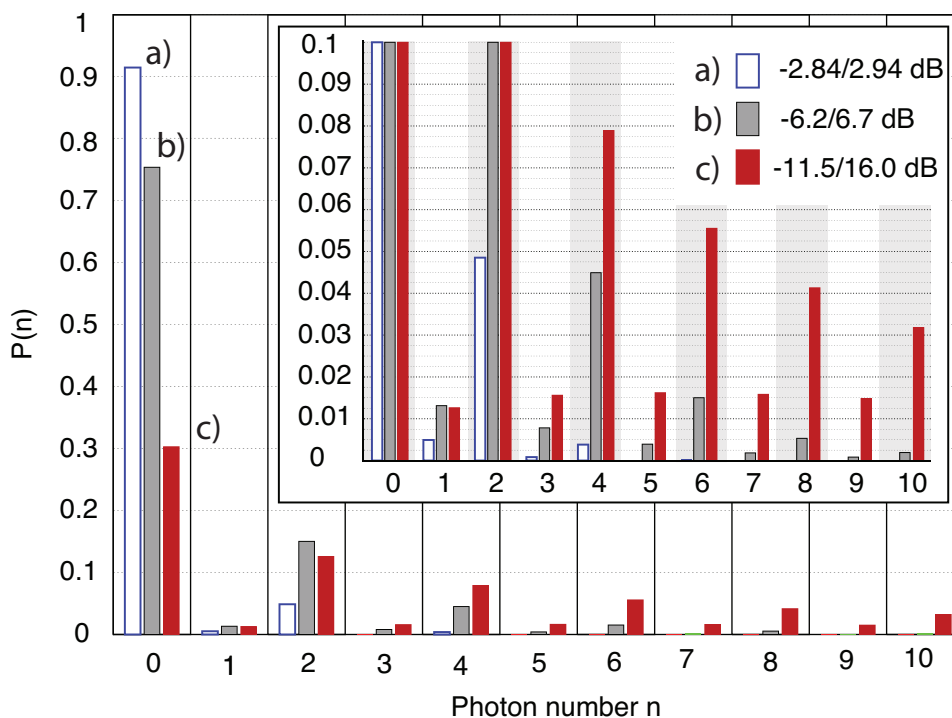 1
0.9
0.8
0.7
0.6
0.5
0.4
0.3
0.2
0.1
0
P(n)
a)
b)
c)
0.1
0.09
0.08
0.07
0.06
0.05
0.04
0.03
0.02
0.01
0
a) -2.84/2.94 dB
b) -6.2/6.7 dB
c) -11.5/16.0 dB
0 1 2 3 4 5 6 7 8 9 10
0 1 2 3 4 5 6 7 8 9 10
Photon number n